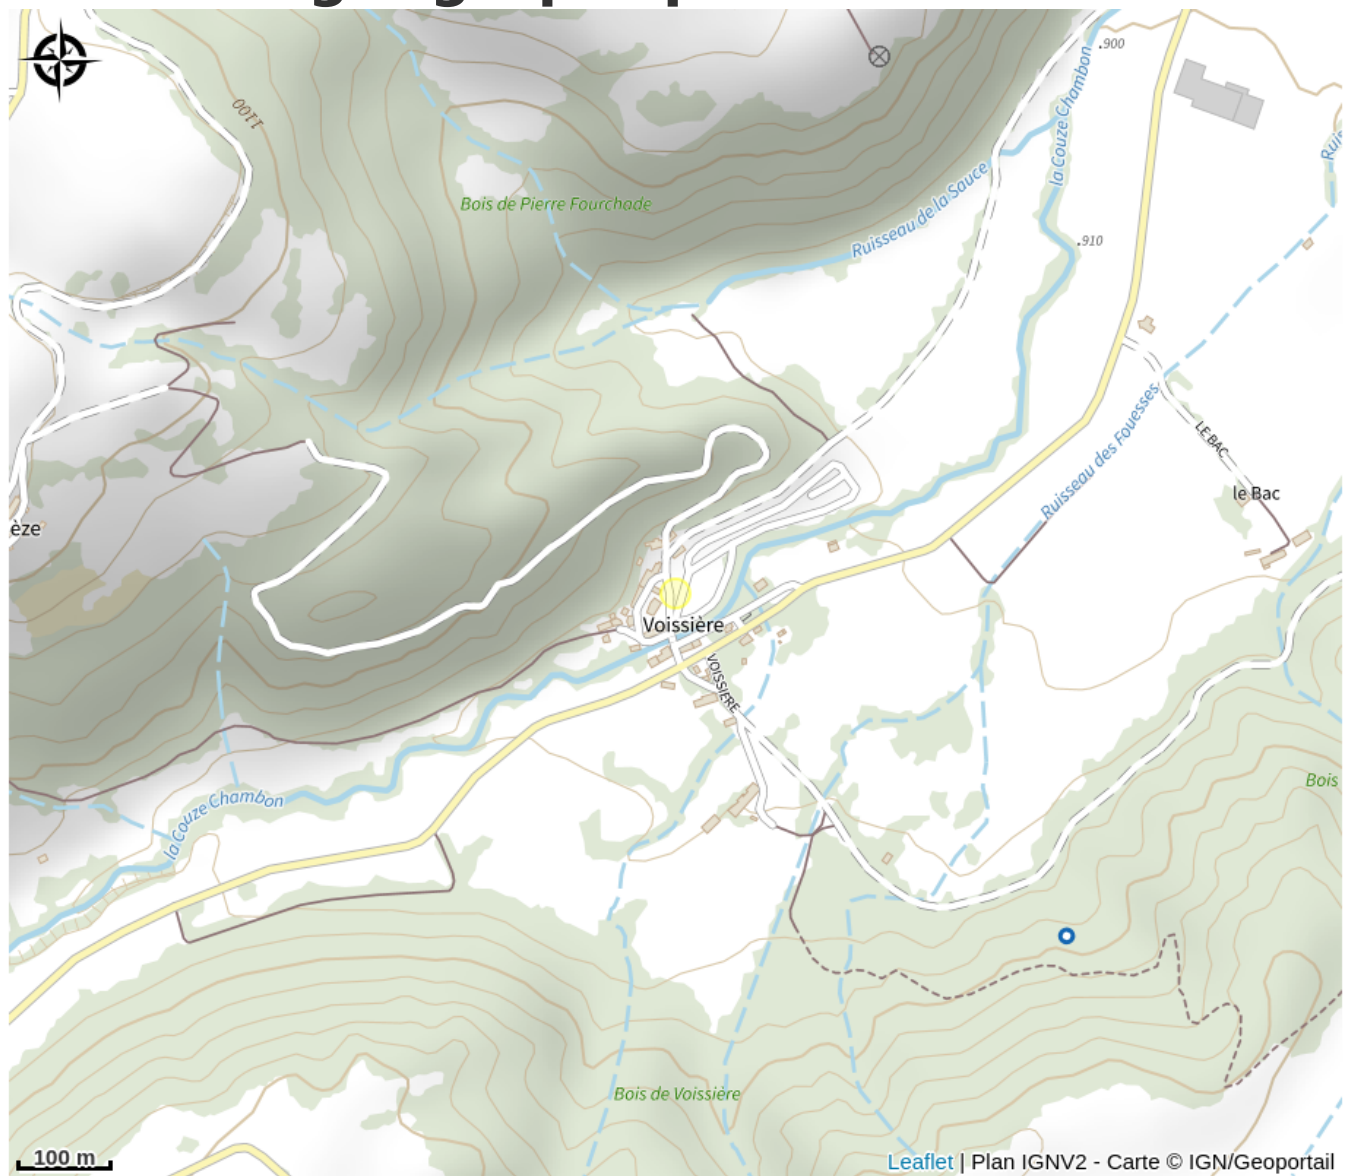 .900
la Couze Chambon
1100
Bois de Pierre Fourchade
Ruisseau de la Sauce
.910
LE BAC
le Bac
Ruisseau des Fouesses
èze
Voissière
VOISSIERE
Bois
la Couze Chambon
Bois de Voissière
100 m
Leaflet | Plan IGNV2 - Carte © IGN/Geoportail